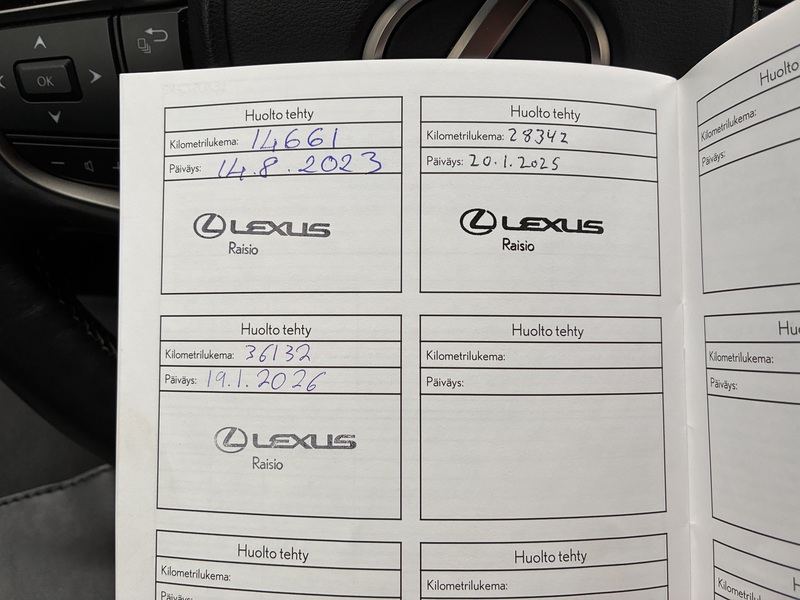 OK
Huolto tehty
Kilometrilukema: 14661
Päiväys: 14.8.2023
LEXUS
Raisio
Huolto tehty
Kilometrilukema: 28342
Päiväys: 20.1.2025
LEXUS
Raisio
Huolto
Kilometrilukema:
Päiväys:
Huolto tehty
Kilometrilukema: 36132
Päiväys: 19.1.2026
LEXUS
Raisio
Huolto tehty
Kilometrilukema:
Päiväys:
Kilometrilukema:
Päiväys:
Huolto tehty
Kilometrilukema:
Päiväys:
Huolto tehty
Kilometrilukema:
Kilometrilukema: